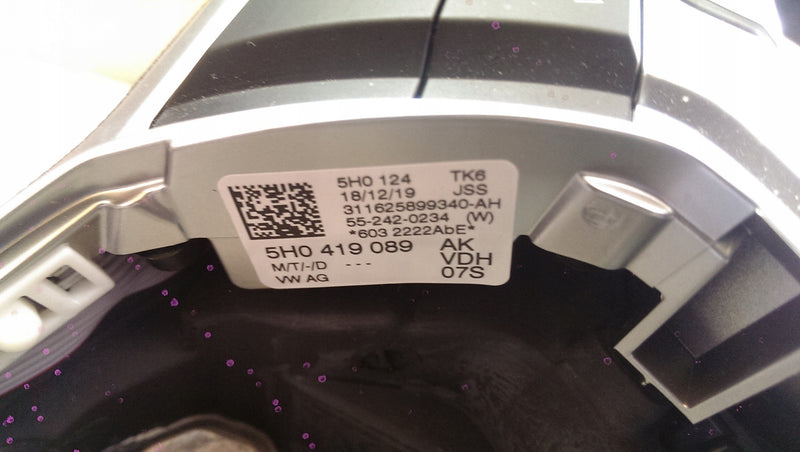 5H0 124 TK6
18/12/19 JSS
311625899340-AH
55-242-0234 (W)
*603 2222AbE*
5H0 419 089 AK
M/T/-/D --- VDH
VW AG 07S